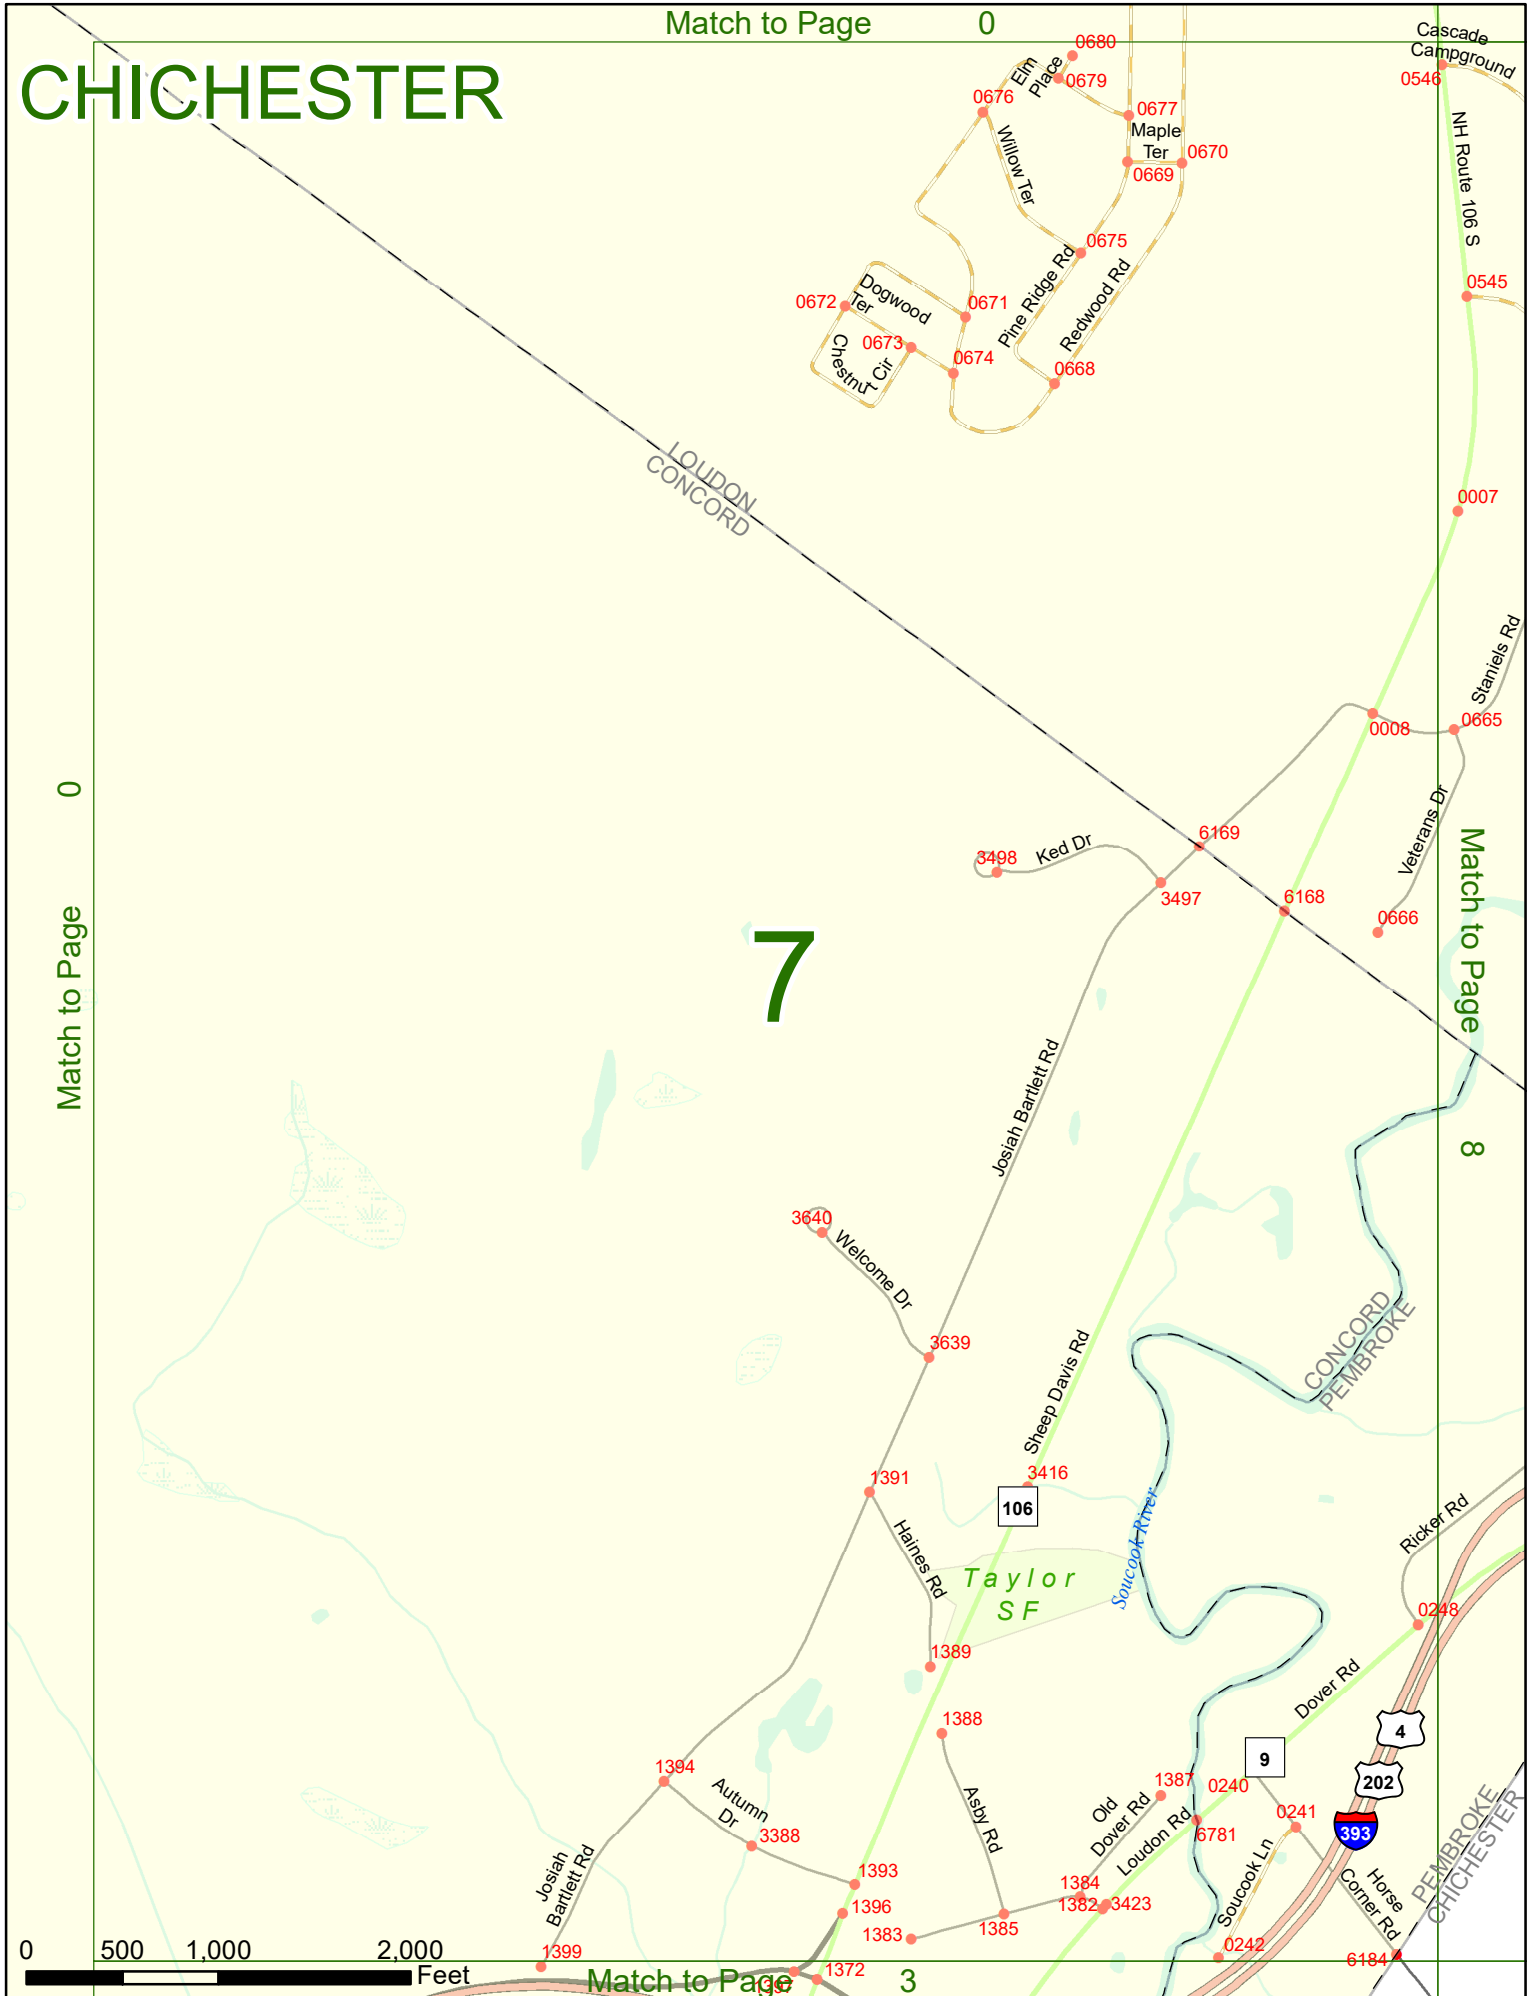 Match to Page 0
CHICHESTER
Cascade
Campground
0546
0680
Elm
Place
0679
0676
0677
Maple
Ter
0670
0669
Willow Ter
NH Route 106 S
0675
Pine Ridge Rd
Redwood Rd
0545
0672
Dogwood
Ter
0671
0673
Chestnut Cir
0674
0668
LOUDON
CONCORD
0007
Staniels Rd
0008
0665
Match to Page 0
Veterans Dr
6169
Ked Dr
3498
3497
6168
0666
7
Match to Page 8
Josiah Bartlett Rd
3640
Welcome Dr
3639
CONCORD
PEMBROKE
Sheep Davis Rd
1391
3416
106
Haines Rd
Soucook River
Ricker Rd
Taylor
SF
0248
1389
Dover Rd
1388
4
9
202
1394
Autumn
Dr
1387
0240
0241
Old
Dover Rd
Loudon Rd
6781
393
3388
Asby Rd
Josiah
Bartlett Rd
Soucook Ln
Horse
Corner Rd
PEMBROKE
CHICHESTER
1393
1396
1384
1382
3423
1383
1385
0242
6184
0 500 1,000 2,000
Feet
1399
1397
1372
Match to Page 3